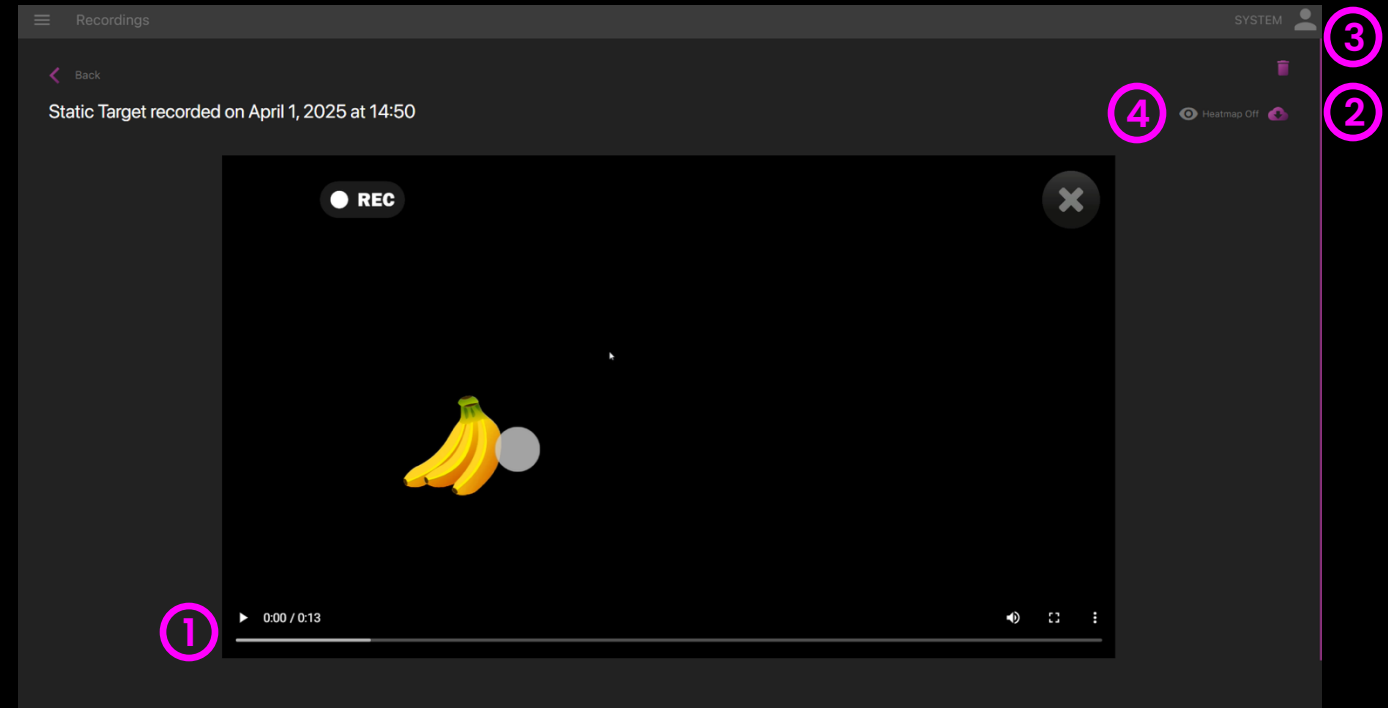 Recordings
SYSTEM
3
Back
Static Target recorded on April 1, 2025 at 14:50
4
Heatmap Off
2
REC
1
0:00 / 0:13